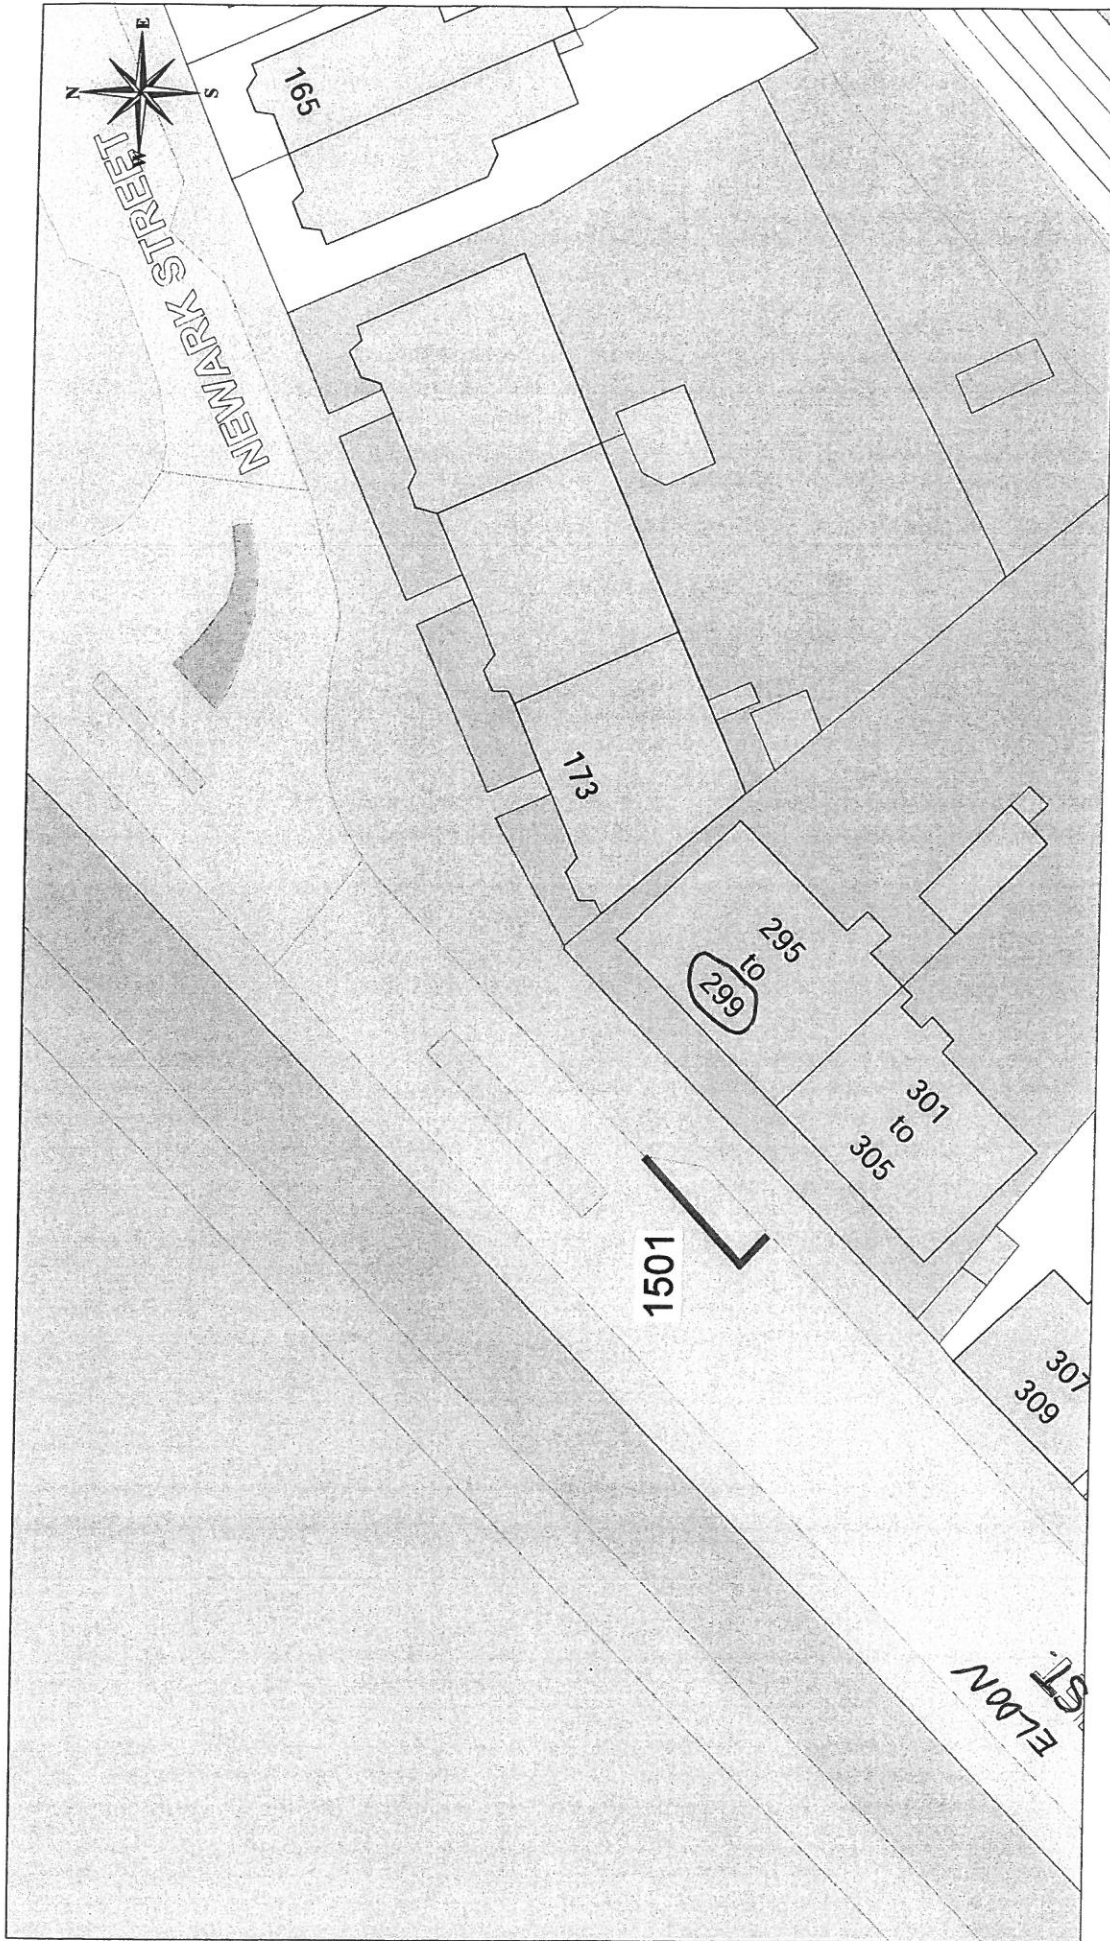 N
E
S
W
NEWARK STREET
165
173
295
to
299
301
to
305
1501
307
309
ELDON
ST.